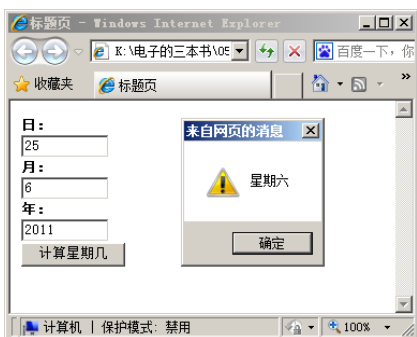 标题页 - Windows Internet Explorer
K:\电子的三本书\05
百度一下，你
收藏夹
标题页
»
日：
25
月：
6
年：
2011
计算星期几
来自网页的消息
星期六
确定
计算机 | 保护模式: 禁用
100%